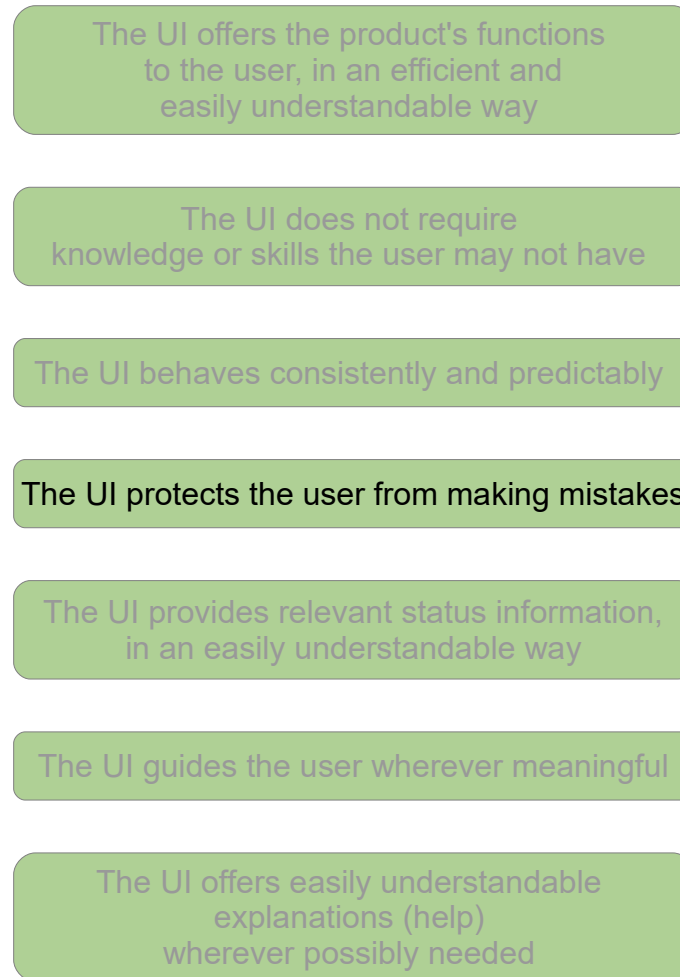 The UI offers the product's functions
to the user, in an efficient and
easily understandable way
The UI does not require
knowledge or skills the user may not have
The UI behaves consistently and predictably
The UI protects the user from making mistakes
The UI provides relevant status information,
in an easily understandable way
The UI guides the user wherever meaningful
The UI offers easily understandable
explanations (help)
wherever possibly needed